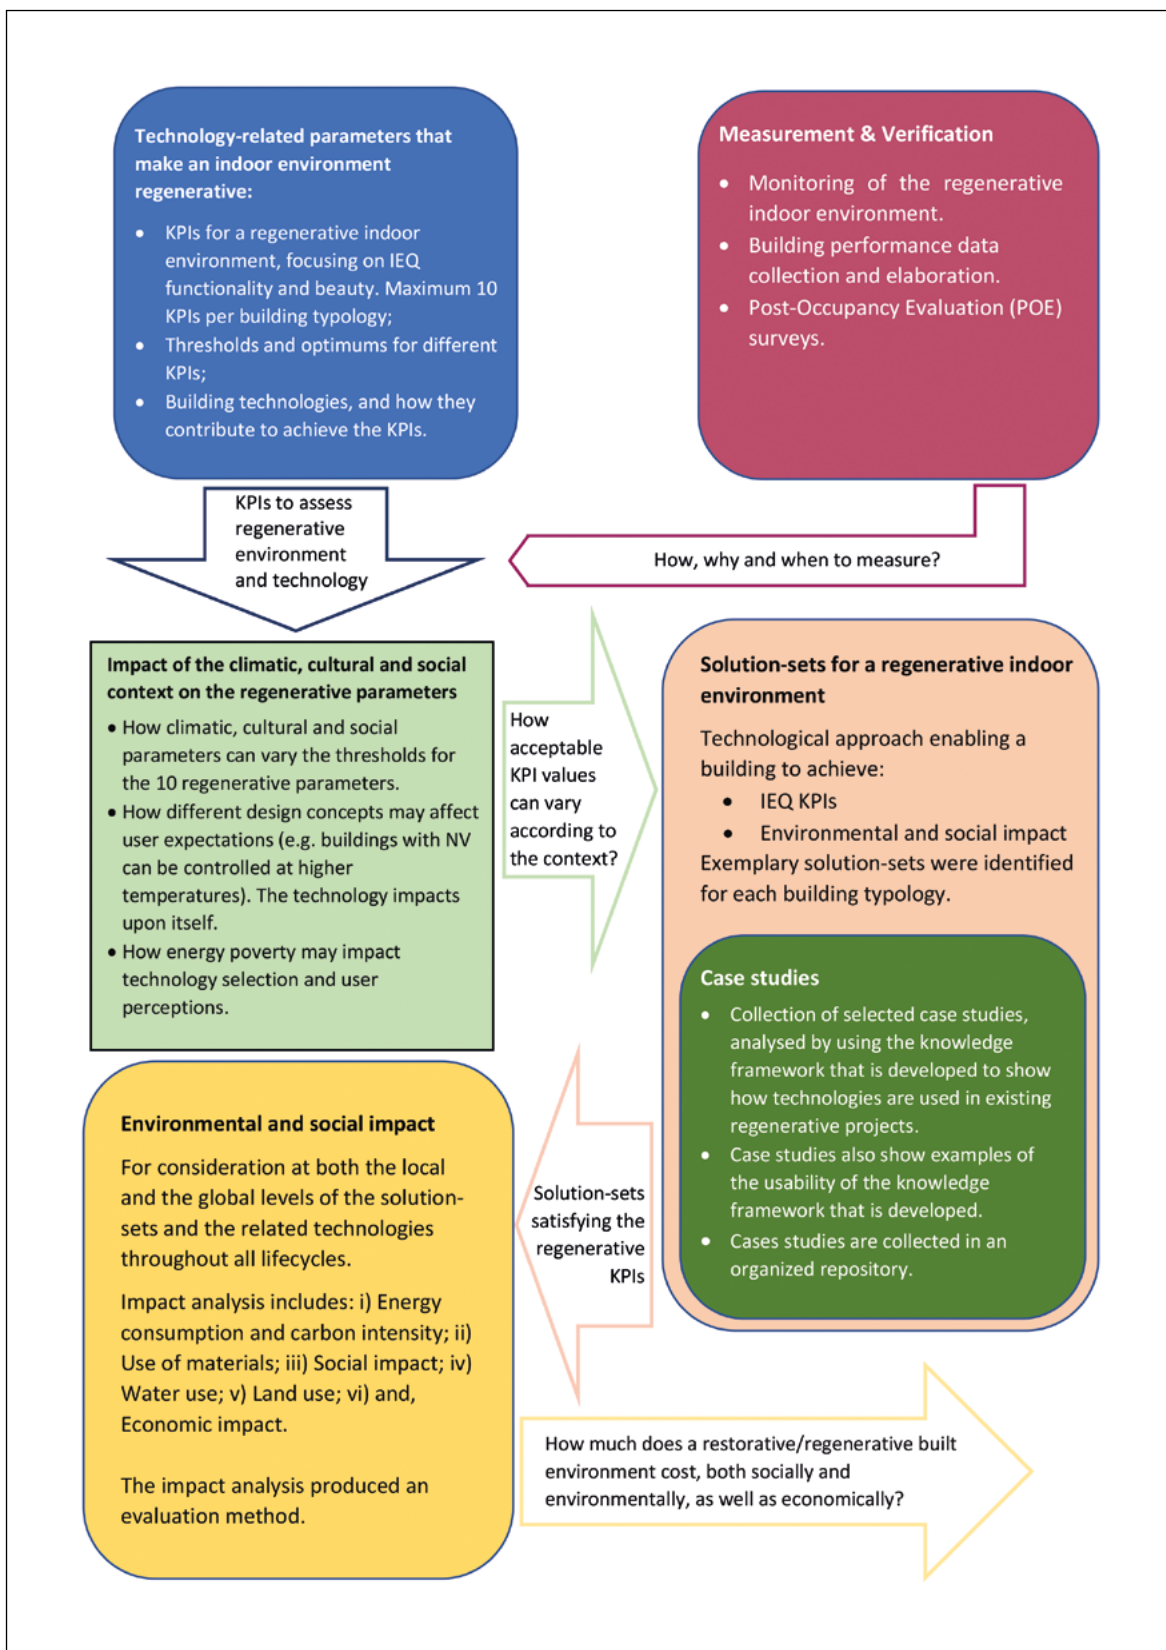 Technology-related parameters that
make an indoor environment
regenerative:
• KPIs for a regenerative indoor
environment, focusing on IEQ
functionality and beauty. Maximum 10
KPIs per building typology;
• Thresholds and optimums for different
KPIs;
• Building technologies, and how they
contribute to achieve the KPIs.
Measurement & Verification
• Monitoring of the regenerative
indoor environment.
• Building performance data
collection and elaboration.
• Post-Occupancy Evaluation (POE)
surveys.
KPIs to assess
regenerative
environment
and technology
How, why and when to measure?
Impact of the climatic, cultural and social
context on the regenerative parameters
• How climatic, cultural and social
parameters can vary the thresholds for
the 10 regenerative parameters.
• How different design concepts may affect
user expectations (e.g. buildings with NV
can be controlled at higher
temperatures). The technology impacts
upon itself.
• How energy poverty may impact
technology selection and user
perceptions.
How
acceptable
KPI values
can vary
according to
the context?
Solution-sets for a regenerative indoor
environment
Technological approach enabling a
building to achieve:
• IEQ KPIs
• Environmental and social impact
Exemplary solution-sets were identified
for each building typology.
Case studies
• Collection of selected case studies,
analysed by using the knowledge
framework that is developed to show
how technologies are used in existing
regenerative projects.
• Case studies also show examples of
the usability of the knowledge
framework that is developed.
• Cases studies are collected in an
organized repository.
Solution-sets
satisfying the
regenerative
KPIs
Environmental and social impact
For consideration at both the local
and the global levels of the solution-
sets and the related technologies
throughout all lifecycles.
Impact analysis includes: i) Energy
consumption and carbon intensity; ii)
Use of materials; iii) Social impact; iv)
Water use; v) Land use; vi) and,
Economic impact.
The impact analysis produced an
evaluation method.
How much does a restorative/regenerative built
environment cost, both socially and
environmentally, as well as economically?